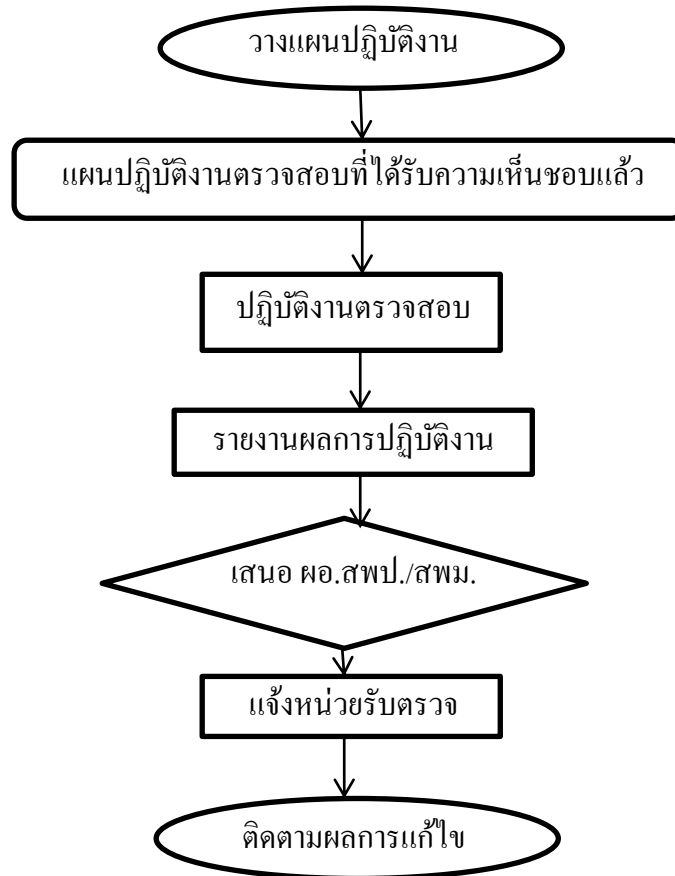 วางแผนปฏิบัติงาน
แผนปฏิบัติงานตรวจสอบที่ได้รับความเห็นชอบแล้ว
ปฏิบัติงานตรวจสอบ
รายงานผลการปฏิบัติงาน
เสนอ ผอ.สพป./สพม.
แจ้งหน่วยรับตรวจ
ติดตามผลการแก้ไข